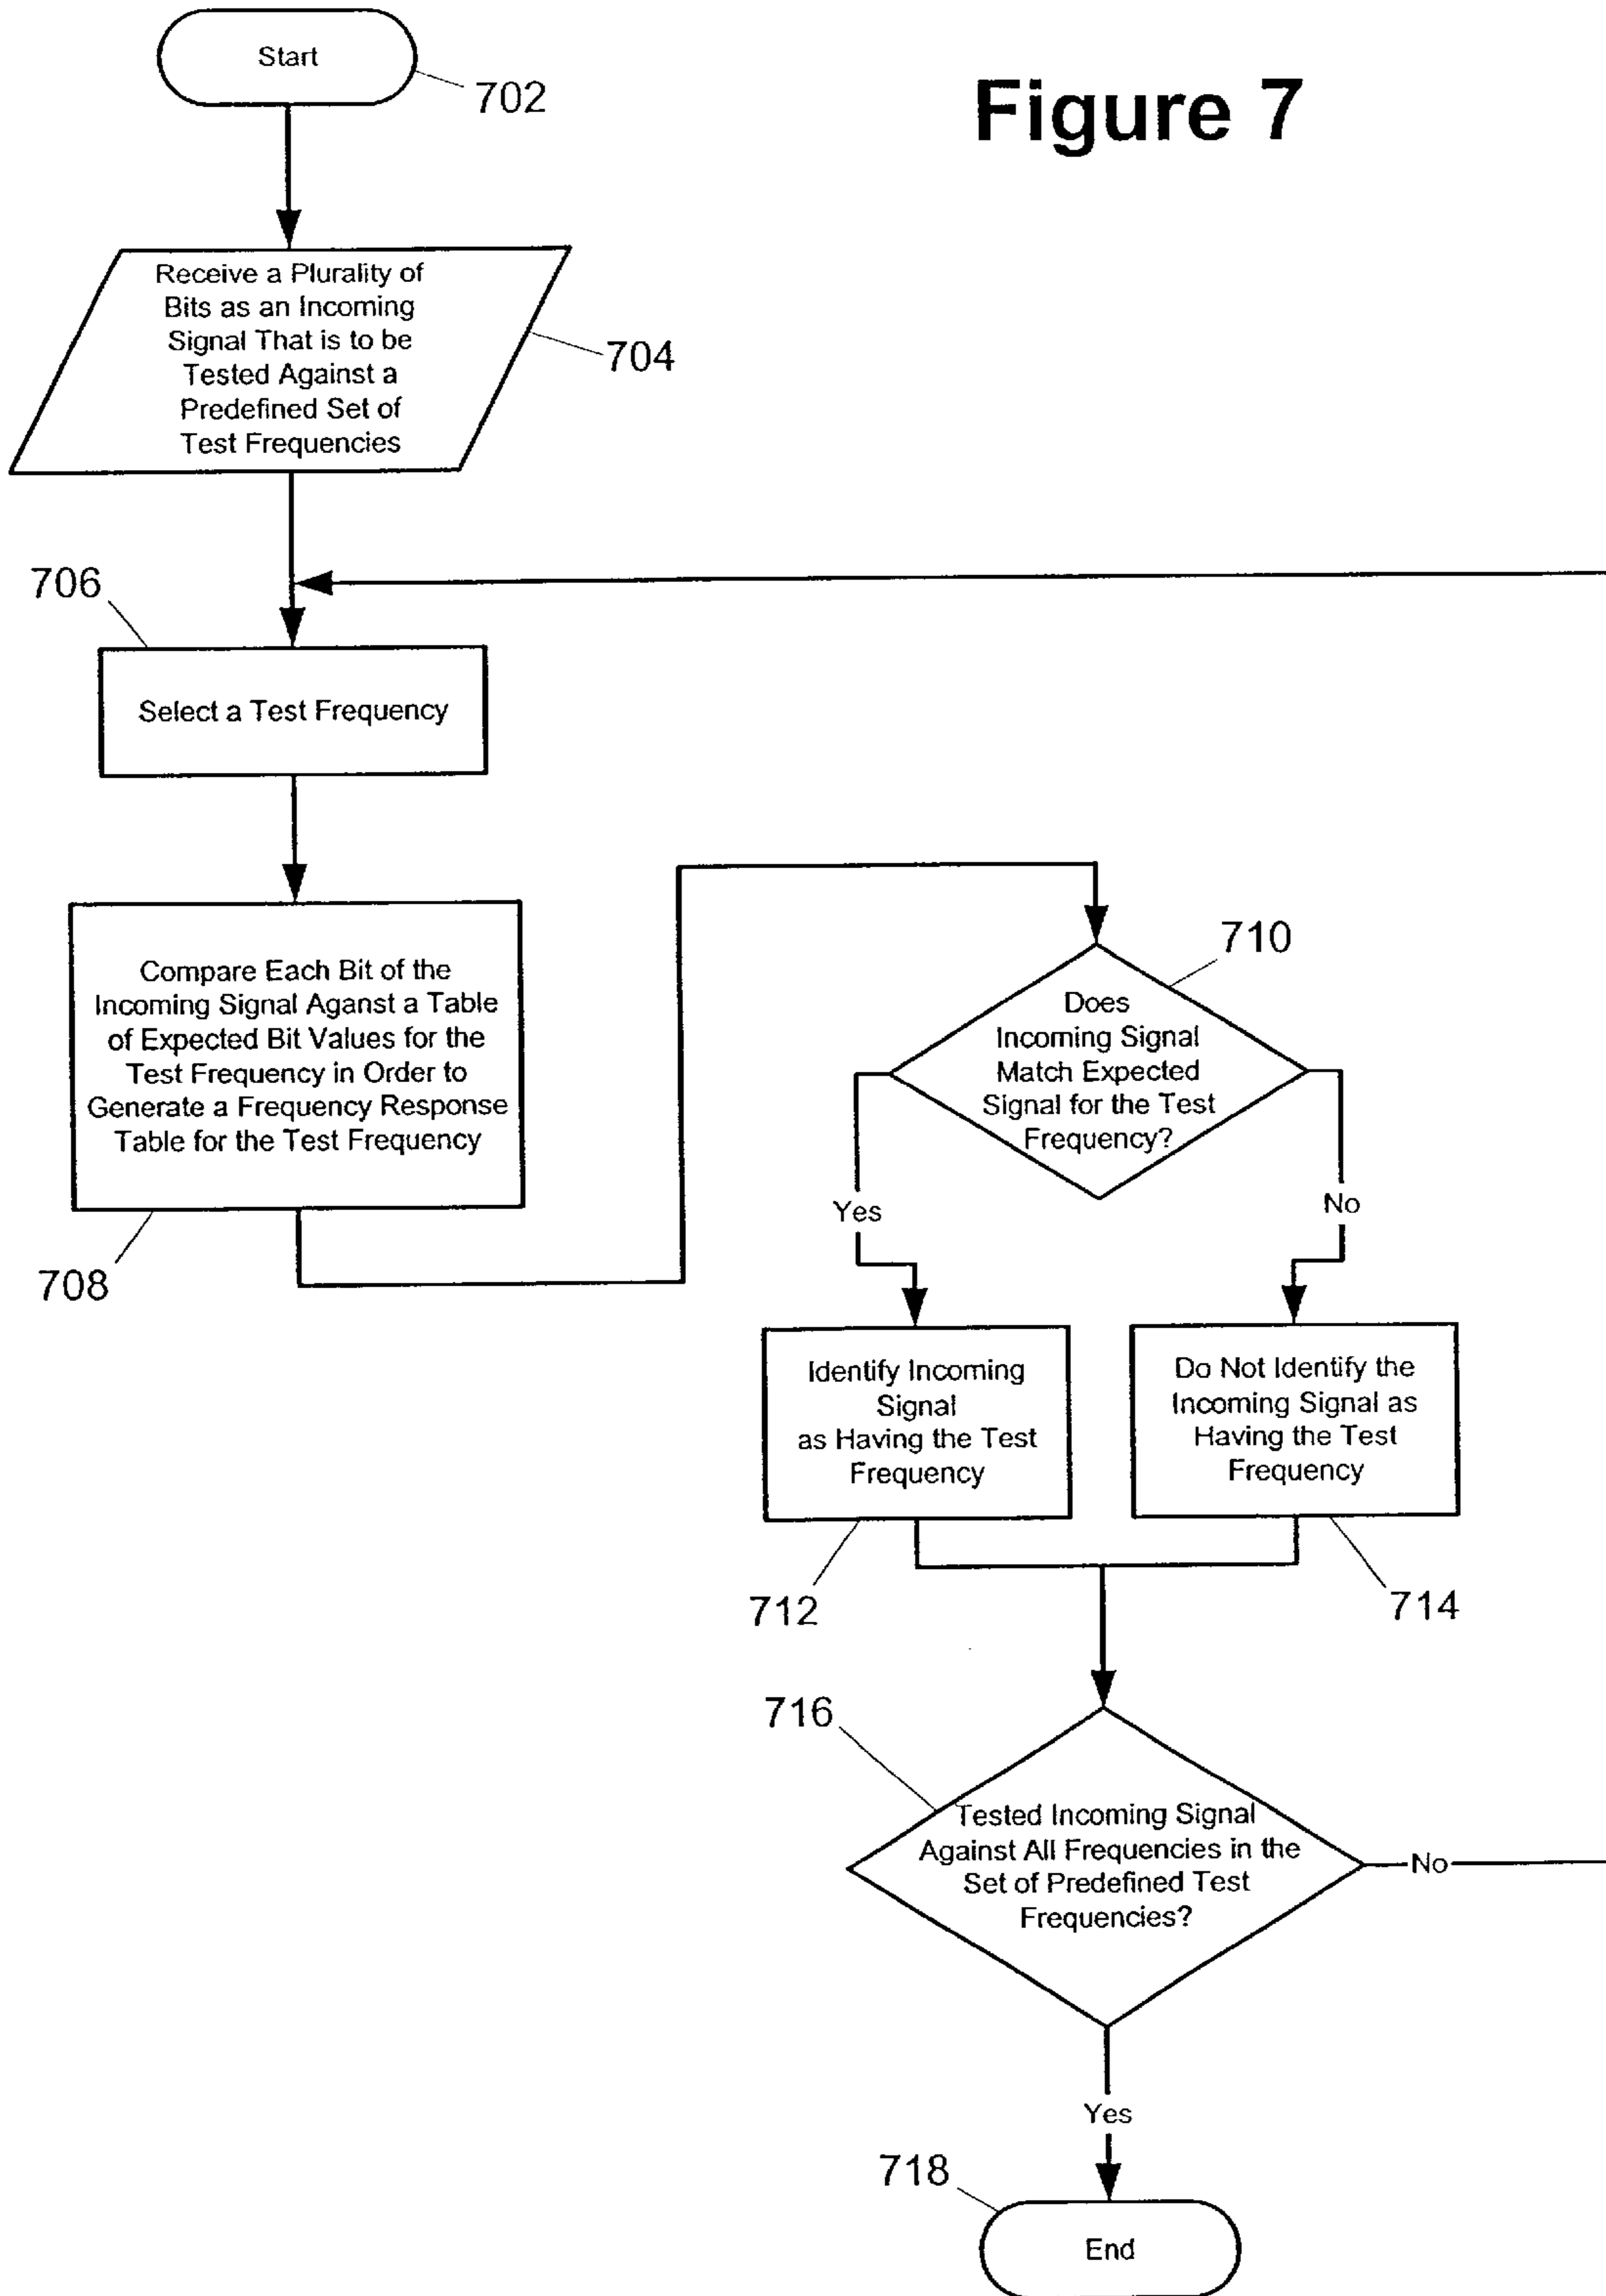 Figure 7
Start
702
Receive a Plurality of
Bits as an Incoming
Signal That is to be
Tested Against a
Predefined Set of
Test Frequencies
704
706
Select a Test Frequency
Compare Each Bit of the
Incoming Signal Aganst a Table
of Expected Bit Values for the
Test Frequency in Order to
Generate a Frequency Response
Table for the Test Frequency
708
710
Does
Incoming Signal
Match Expected
Signal for the Test
Frequency?
Yes
No
Identify Incoming
Signal
as Having the Test
Frequency
712
Do Not Identify the
Incoming Signal as
Having the Test
Frequency
714
716
Tested Incoming Signal
Against All Frequencies in the
Set of Predefined Test
Frequencies?
No
Yes
718
End